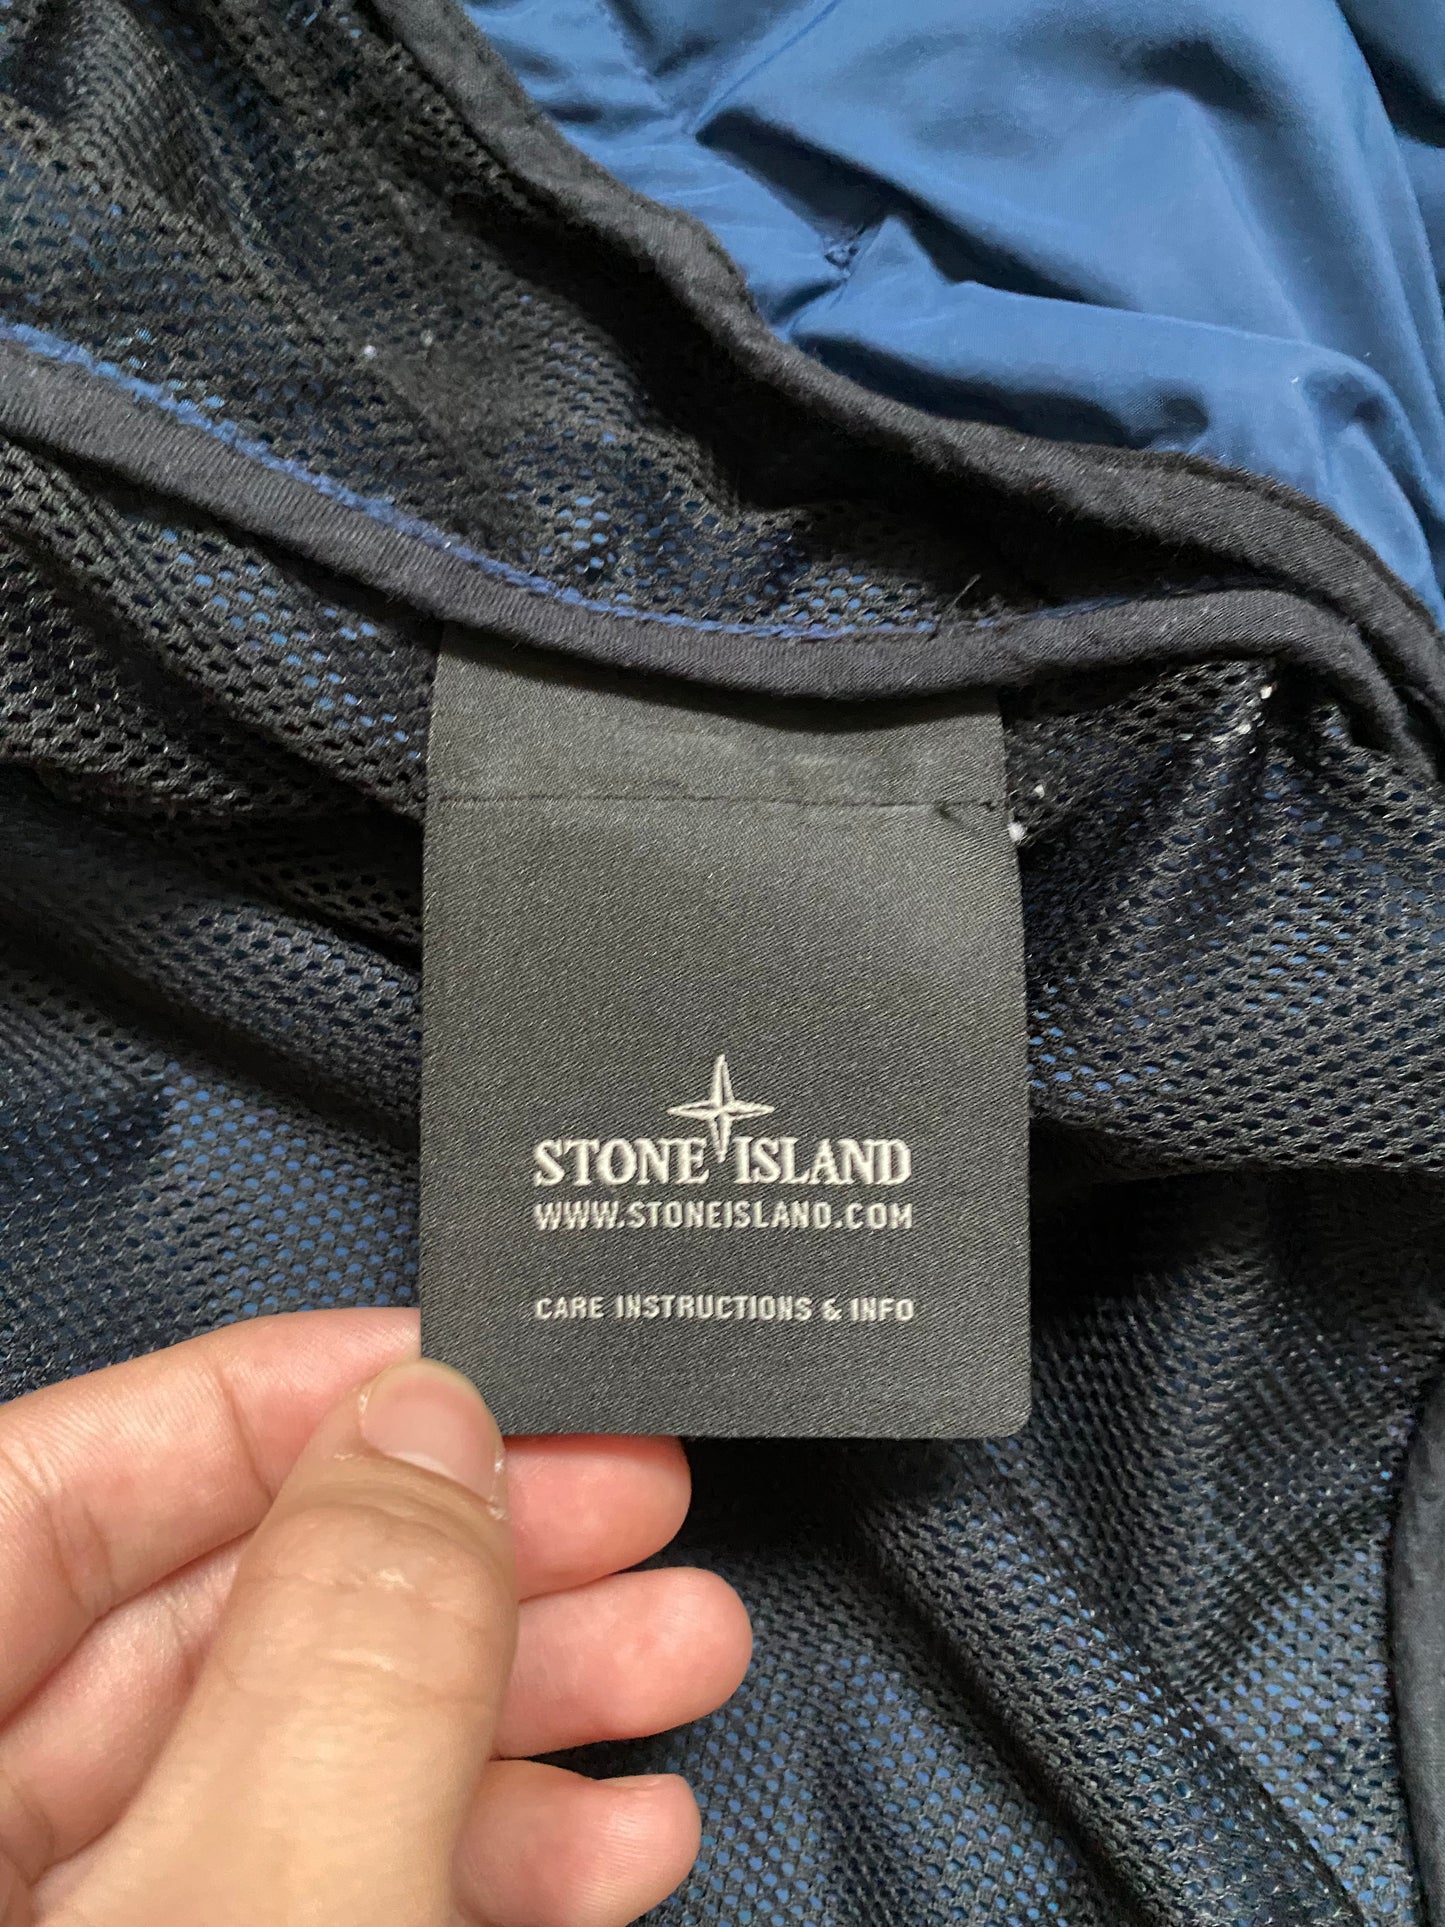 STONE ISLAND
WWW.STONEISLAND.COM
CARE INSTRUCTIONS & INFO